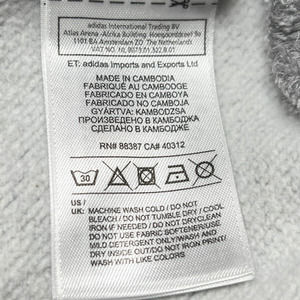 adidas International Trading BV
Atlas Arena -Afrika Building Hoogoorddreef 9a
1101 BA Amsterdam ZO The Netherlands
VAT NO.
ET: adidas Imports and Exports Ltd
MADE IN CAMBODIA
FABRIQUÉ AU CAMBODGE
FABRICADO EN CAMBOYA
FABRICADO NO CAMBOJA
GYÁRTVA: KAMBODZSA
ПРОИЗВЕДЕНО В КАМБОДЖА
СДЕЛАНО В КАМБОДЖЕ
RN# 88387 CA# 40312
30
US /
UK: MACHINE WASH COLD / DO NOT
BLEACH / DO NOT TUMBLE DRY / COOL
IRON IF NEEDED / DO NOT DRYCLEAN
DO NOT USE FABRIC SOFTENER/USE
MILD DETERGENT ONLY/WASH AND
DRY INSIDE OUT/DO NOT IRON PRINT/
WASH WITH LIKE COLORS